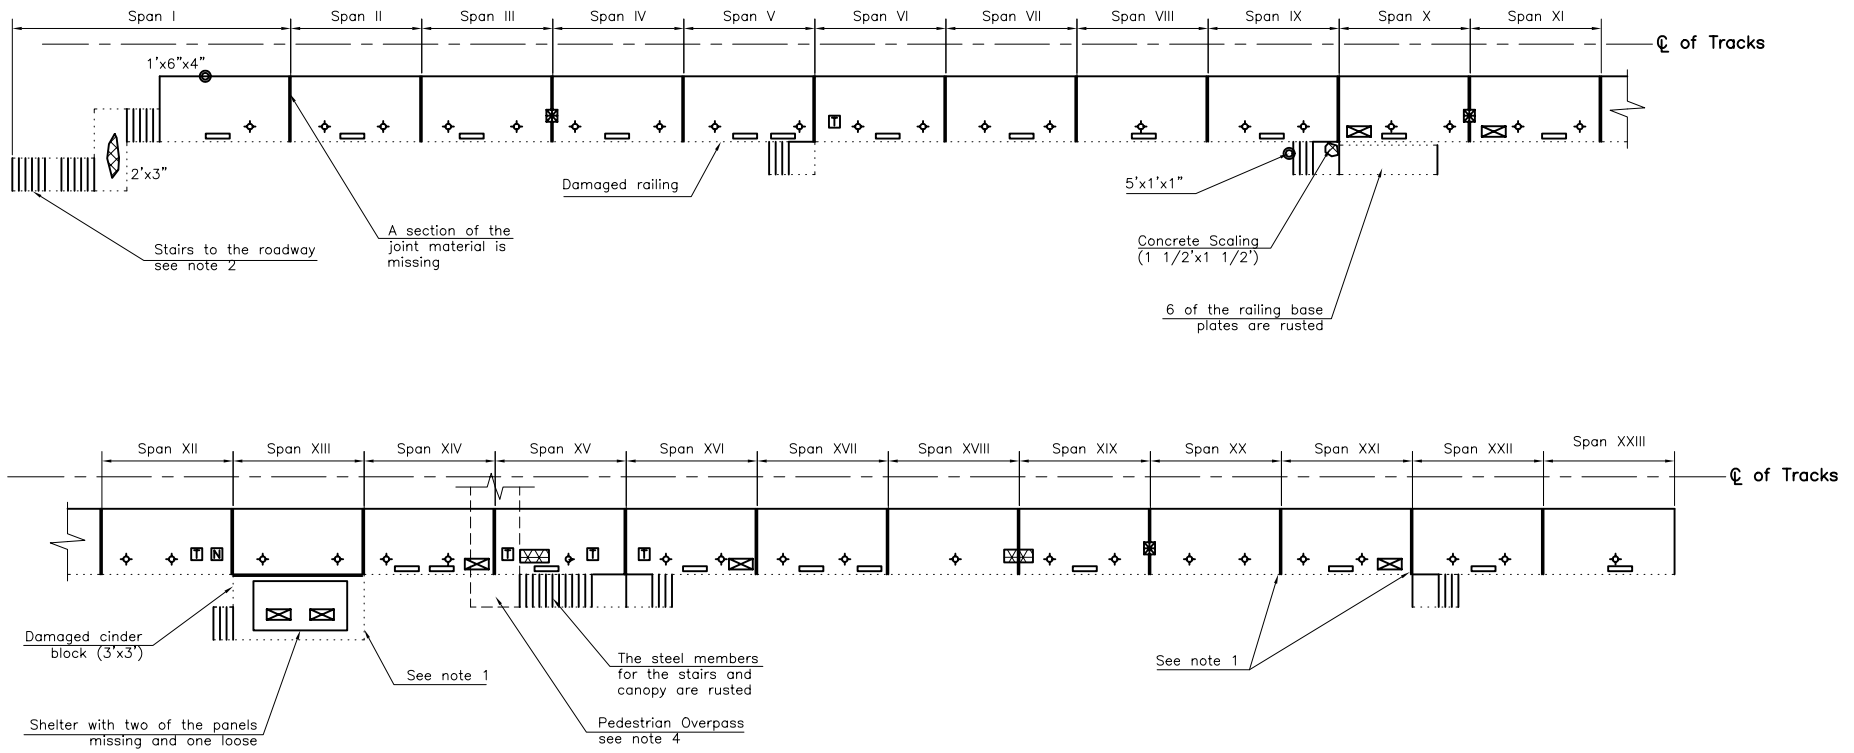 Span I
Span II
Span III
Span IV
Span V
Span VI
Span VII
Span VIII
Span IX
Span X
Span XI
℄ of Tracks
1'x6"x4"
T
2'x3"
Damaged railing
5'x1'x1"
A section of the
joint material is
missing
Concrete Scaling
(1 1/2'x1 1/2')
Stairs to the roadway
see note 2
6 of the railing base
plates are rusted
Span XII
Span XIII
Span XIV
Span XV
Span XVI
Span XVII
Span XVIII
Span XIX
Span XX
Span XXI
Span XXII
Span XXIII
℄ of Tracks
T
N
T
T
T
Damaged cinder
block (3'x3')
See note 1
The steel members
for the stairs and
canopy are rusted
See note 1
Shelter with two of the panels
missing and one loose
Pedestrian Overpass
see note 4